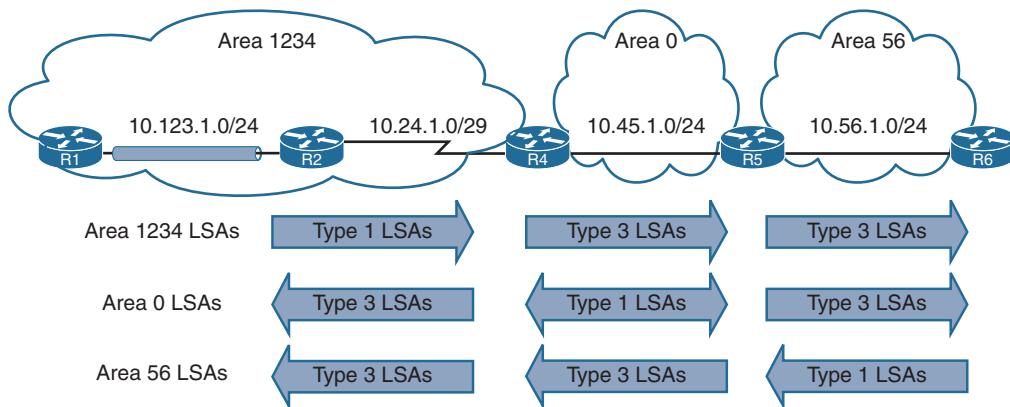 Area 1234 Area 0 Area 56
10.123.1.0/24 10.24.1.0/29 10.45.1.0/24 10.56.1.0/24
R1 R2 R4 R5 R6
Area 1234 LSAs Type 1 LSAs Type 3 LSAs Type 3 LSAs
Area 0 LSAs Type 3 LSAs Type 1 LSAs Type 3 LSAs
Area 56 LSAs Type 3 LSAs Type 3 LSAs Type 1 LSAs